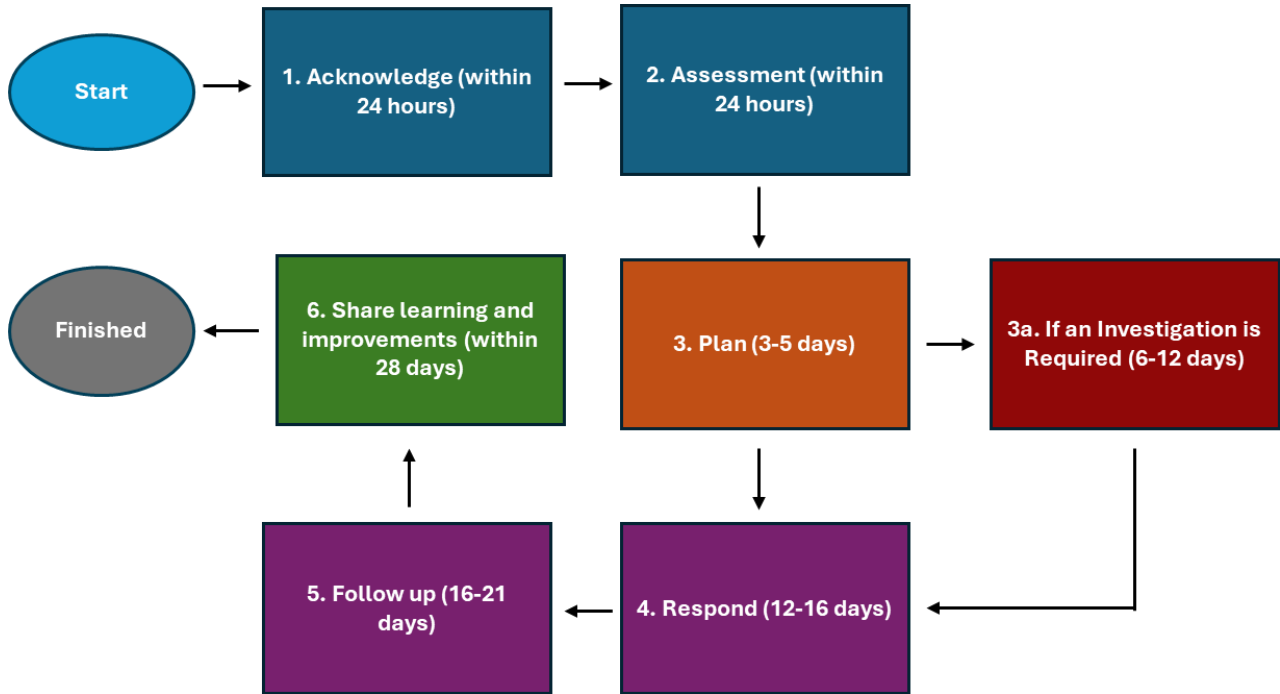 Start
1. Acknowledge (within
24 hours)
2. Assessment (within
24 hours)
3. Plan (3-5 days)
3a. If an Investigation is
Required (6-12 days)
4. Respond (12-16 days)
5. Follow up (16-21
days)
6. Share learning and
improvements (within
28 days)
Finished